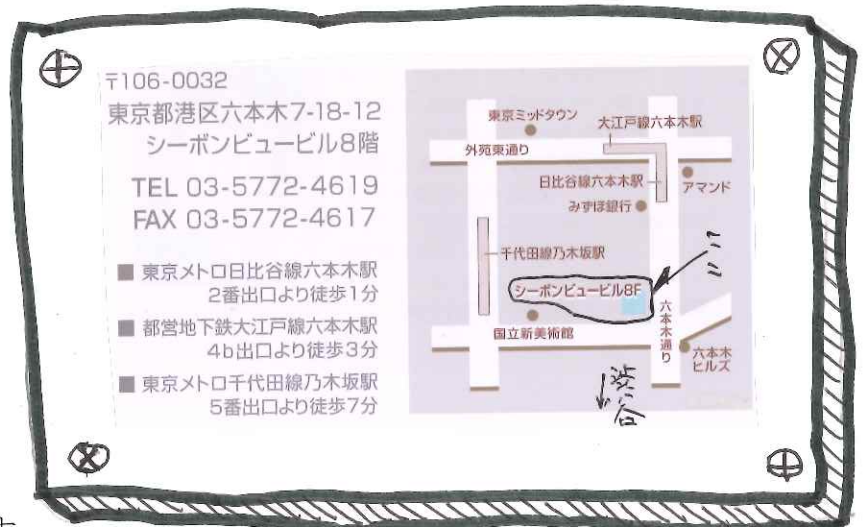 〒106-0032
東京都港区六本木7-18-12
シーボンビュービル8階
TEL 03-5772-4619
FAX 03-5772-4617
■ 東京メトロ日比谷線六本木駅
2番出口より徒歩1分
■ 都営地下鉄大江戸線六本木駅
4b出口より徒歩3分
■ 東京メトロ千代田線乃木坂駅
5番出口より徒歩7分
東京ミッドタウン
大江戸線六本木駅
外苑東通り
日比谷線六本木駅
アマンド
みずほ銀行
千代田線乃木坂駅
ココ
シーボンビュービル8F
国立新美術館
六本木通り
六本木
ヒルズ
渋谷